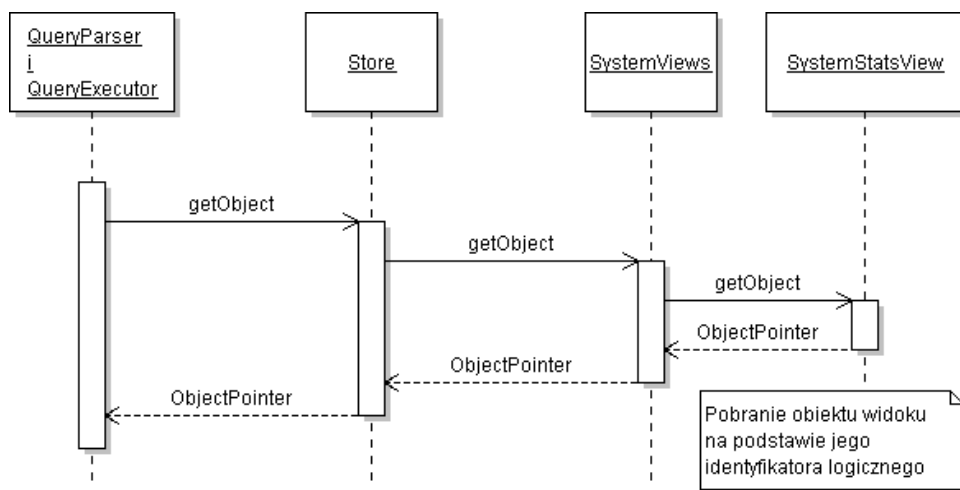 QueryParser
i
QueryExecutor
Store
SystemViews
SystemStatsView
getObject
getObject
getObject
ObjectPointer
ObjectPointer
ObjectPointer
Pobranie obiektu widoku
na podstawie jego
identyfikatora logicznego